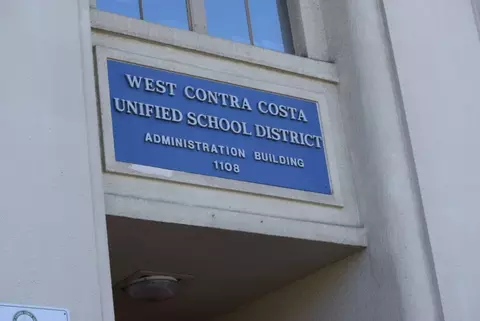 WEST CONTRA COSTA
UNIFIED SCHOOL DISTRICT
ADMINISTRATION BUILDING
1108